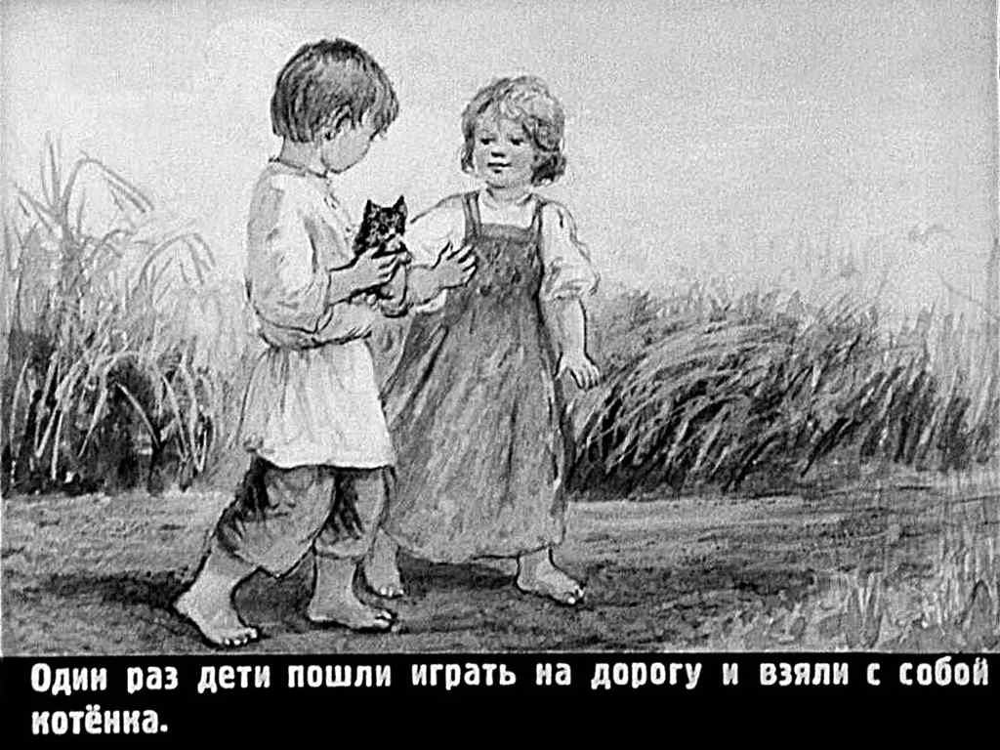 Один раз дети пошли играть на дорогу и взяли с собой
котёнка.